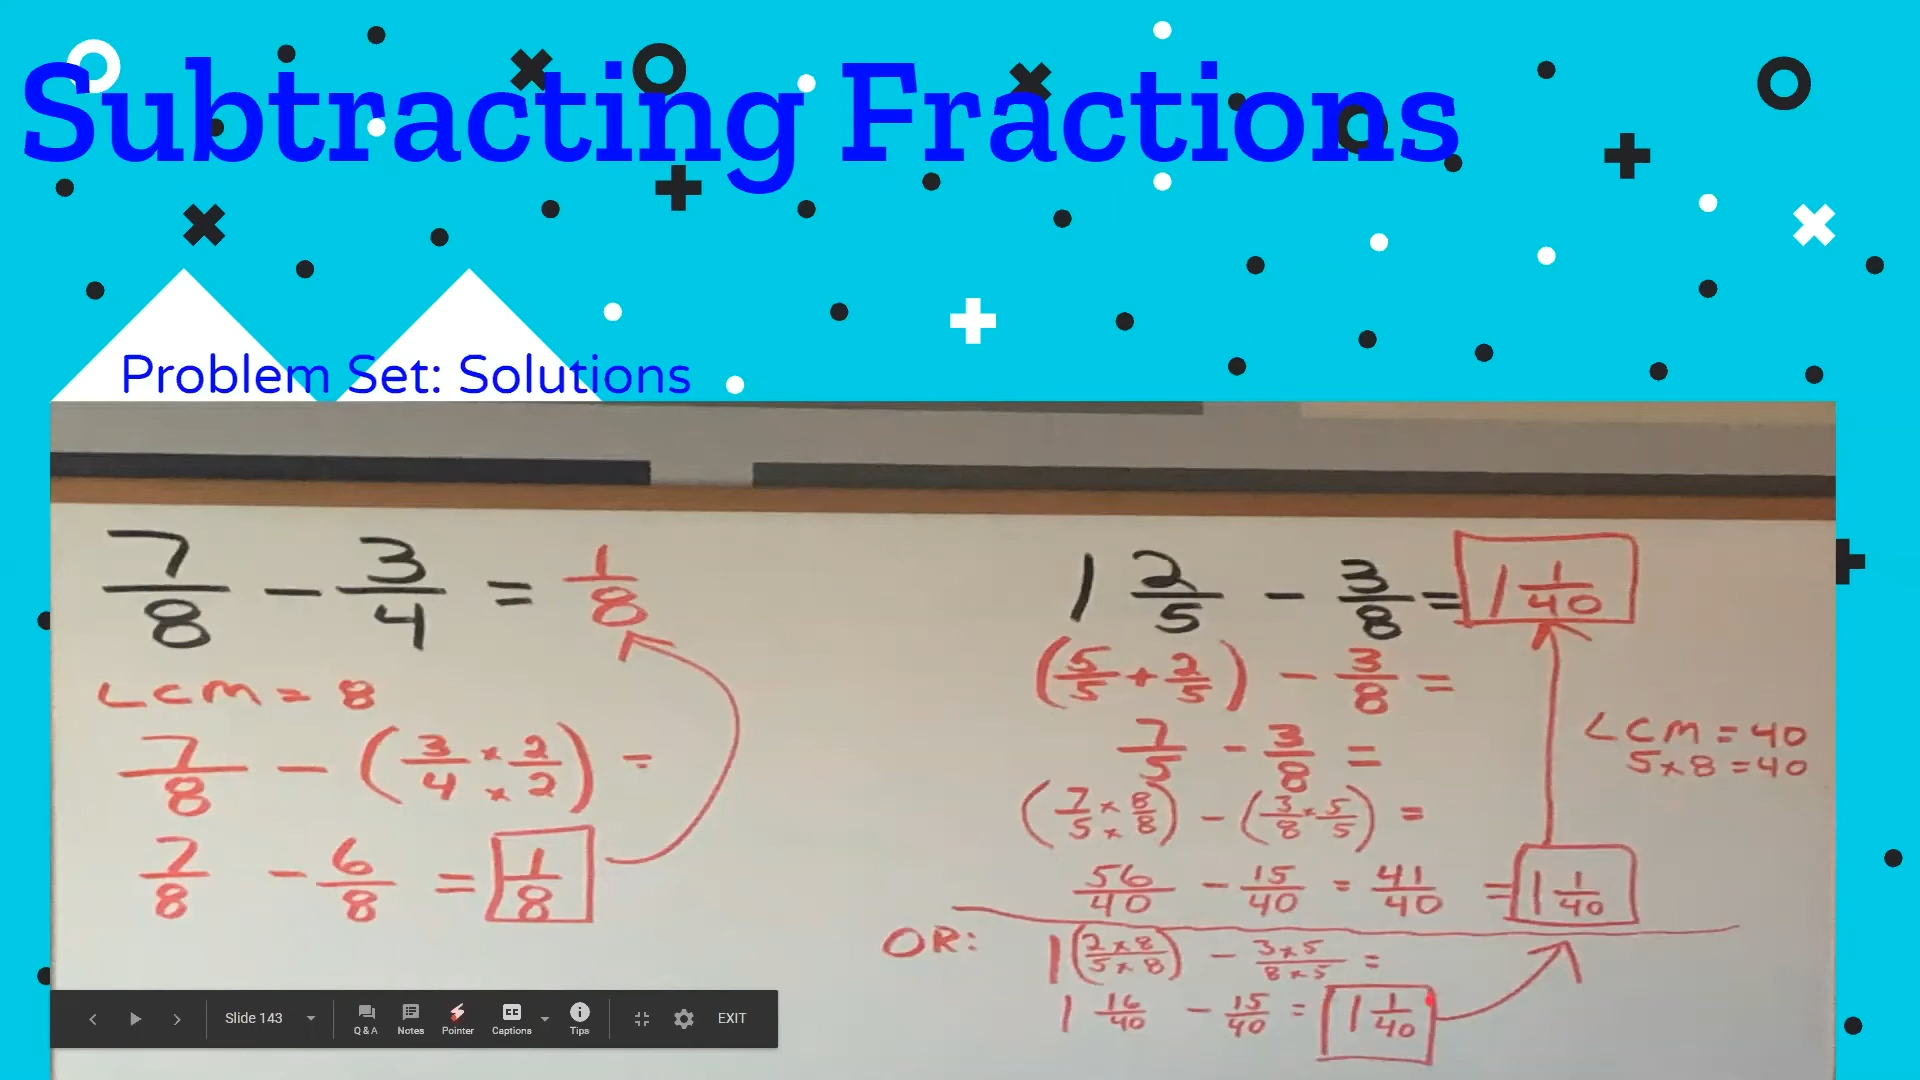 Subtracting Fractions
Problem Set: Solutions
7/8 - 3/4 = 1/8
LCM = 8
7/8 - (3/4 × 2/2) =
7/8 - 6/8 = 1/8
1 2/5 - 3/8 = 1 1/40
(5/5 + 2/5) - 3/8 =
7/5 - 3/8 =
LCM = 40
5 × 8 = 40
(7/5 × 8/8) - (3/8 × 5/5) =
56/40 - 15/40 = 41/40 = 1 1/40
OR: 1 (2 × 8 / 5 × 8) - 3 × 5 / 8 × 5 =
1 16/40 - 15/40 = 1 1/40
Slide 143
Q & A Notes Pointer Captions Tips EXIT